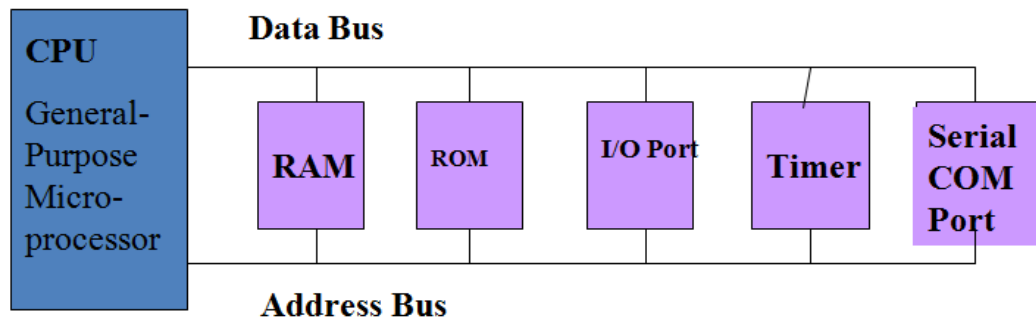 Data Bus
CPU
General-
Purpose
Micro-
processor
RAM
ROM
I/O Port
Timer
Serial
COM
Port
Address Bus